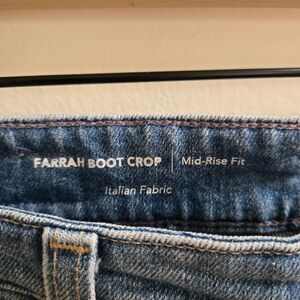 FARRAH BOOT CROP | Mid-Rise Fit
Italian Fabric